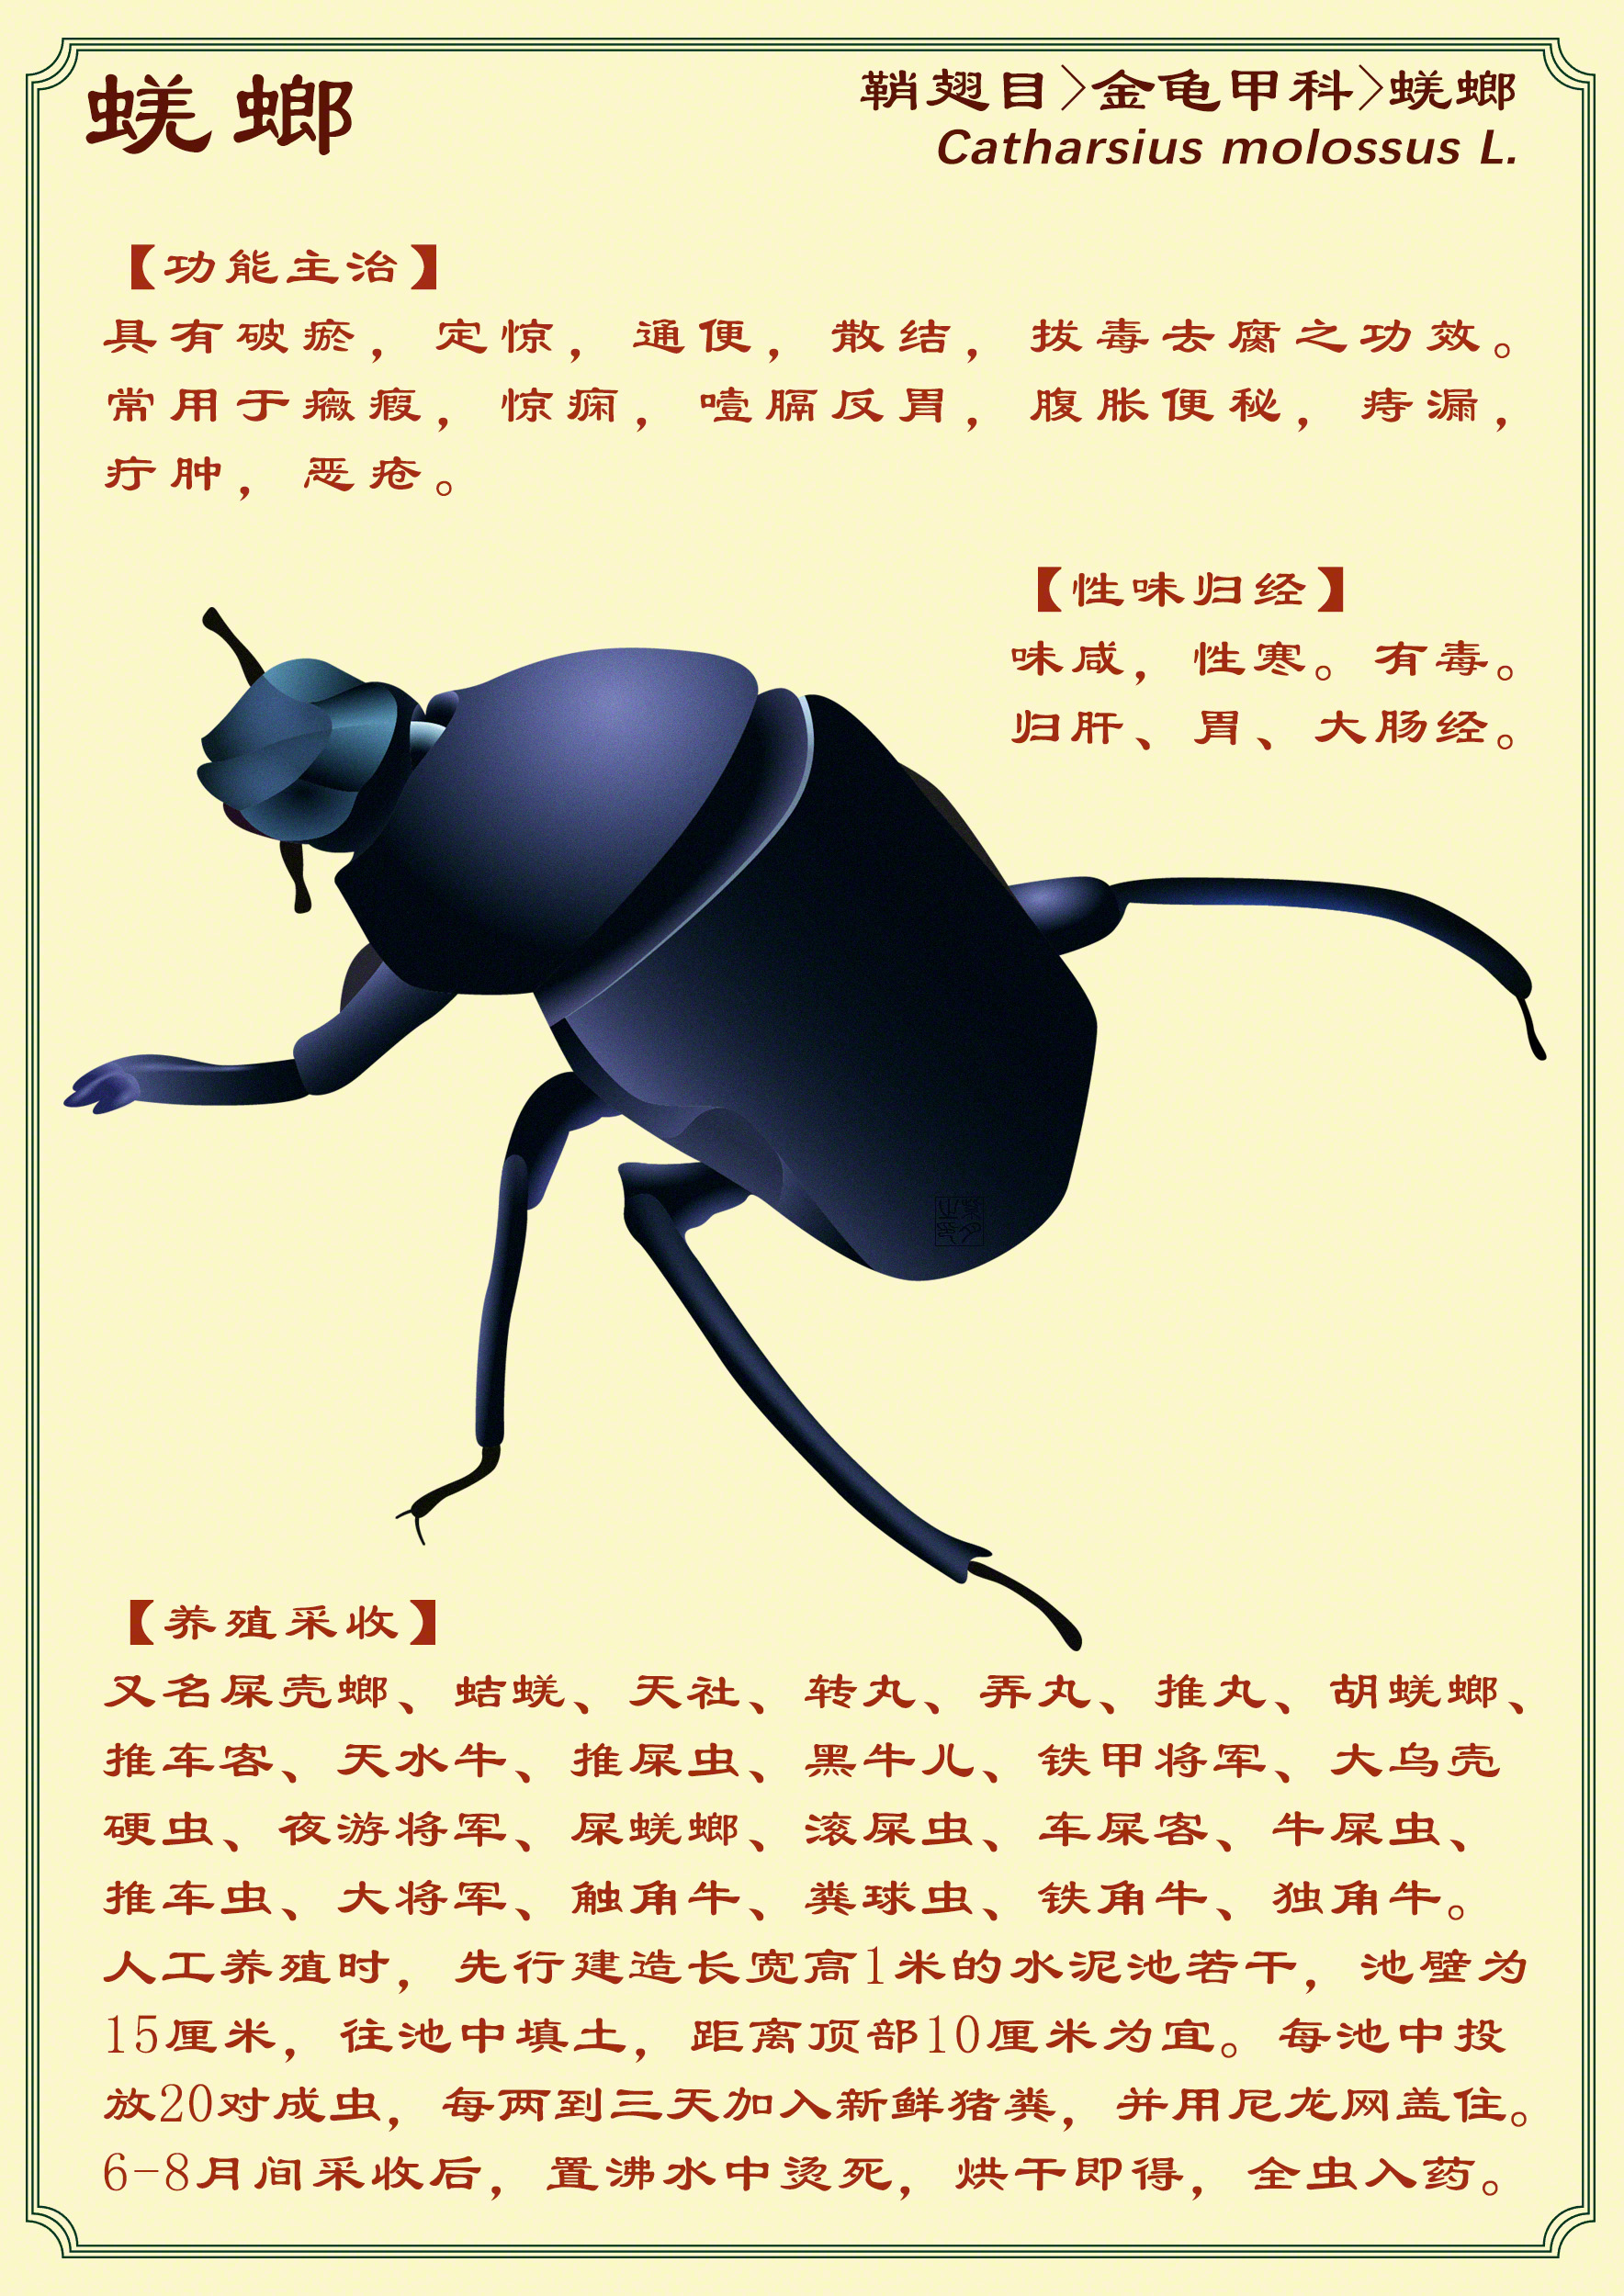 蜣螂
鞘翅目>金龟甲科>蜣螂
Catharsius molossus L.
【功能主治】
具有破瘀，定惊，通便，散结，拔毒去腐之功效。
常用于癥瘕，惊痫，噎膈反胃，腹胀便秘，痔漏，
疔肿，恶疮。
【性味归经】
味咸，性寒。有毒。
归肝、胃、大肠经。
【养殖采收】
又名屎壳螂、蛣蜣、天社、转丸、弄丸、推丸、胡蜣螂、
推车客、天水牛、推屎虫、黑牛儿、铁甲将军、大乌壳
硬虫、夜游将军、屎蜣螂、滚屎虫、车屎客、牛屎虫、
推车虫、大将军、触角牛、粪球虫、铁角牛、独角牛。
人工养殖时，先行建造长宽高1米的水泥池若干，池壁为
15厘米，往池中填土，距离顶部10厘米为宜。每池中投
放20对成虫，每两到三天加入新鲜猪粪，并用尼龙网盖住。
6-8月间采收后，置沸水中烫死，烘干即得，全虫入药。